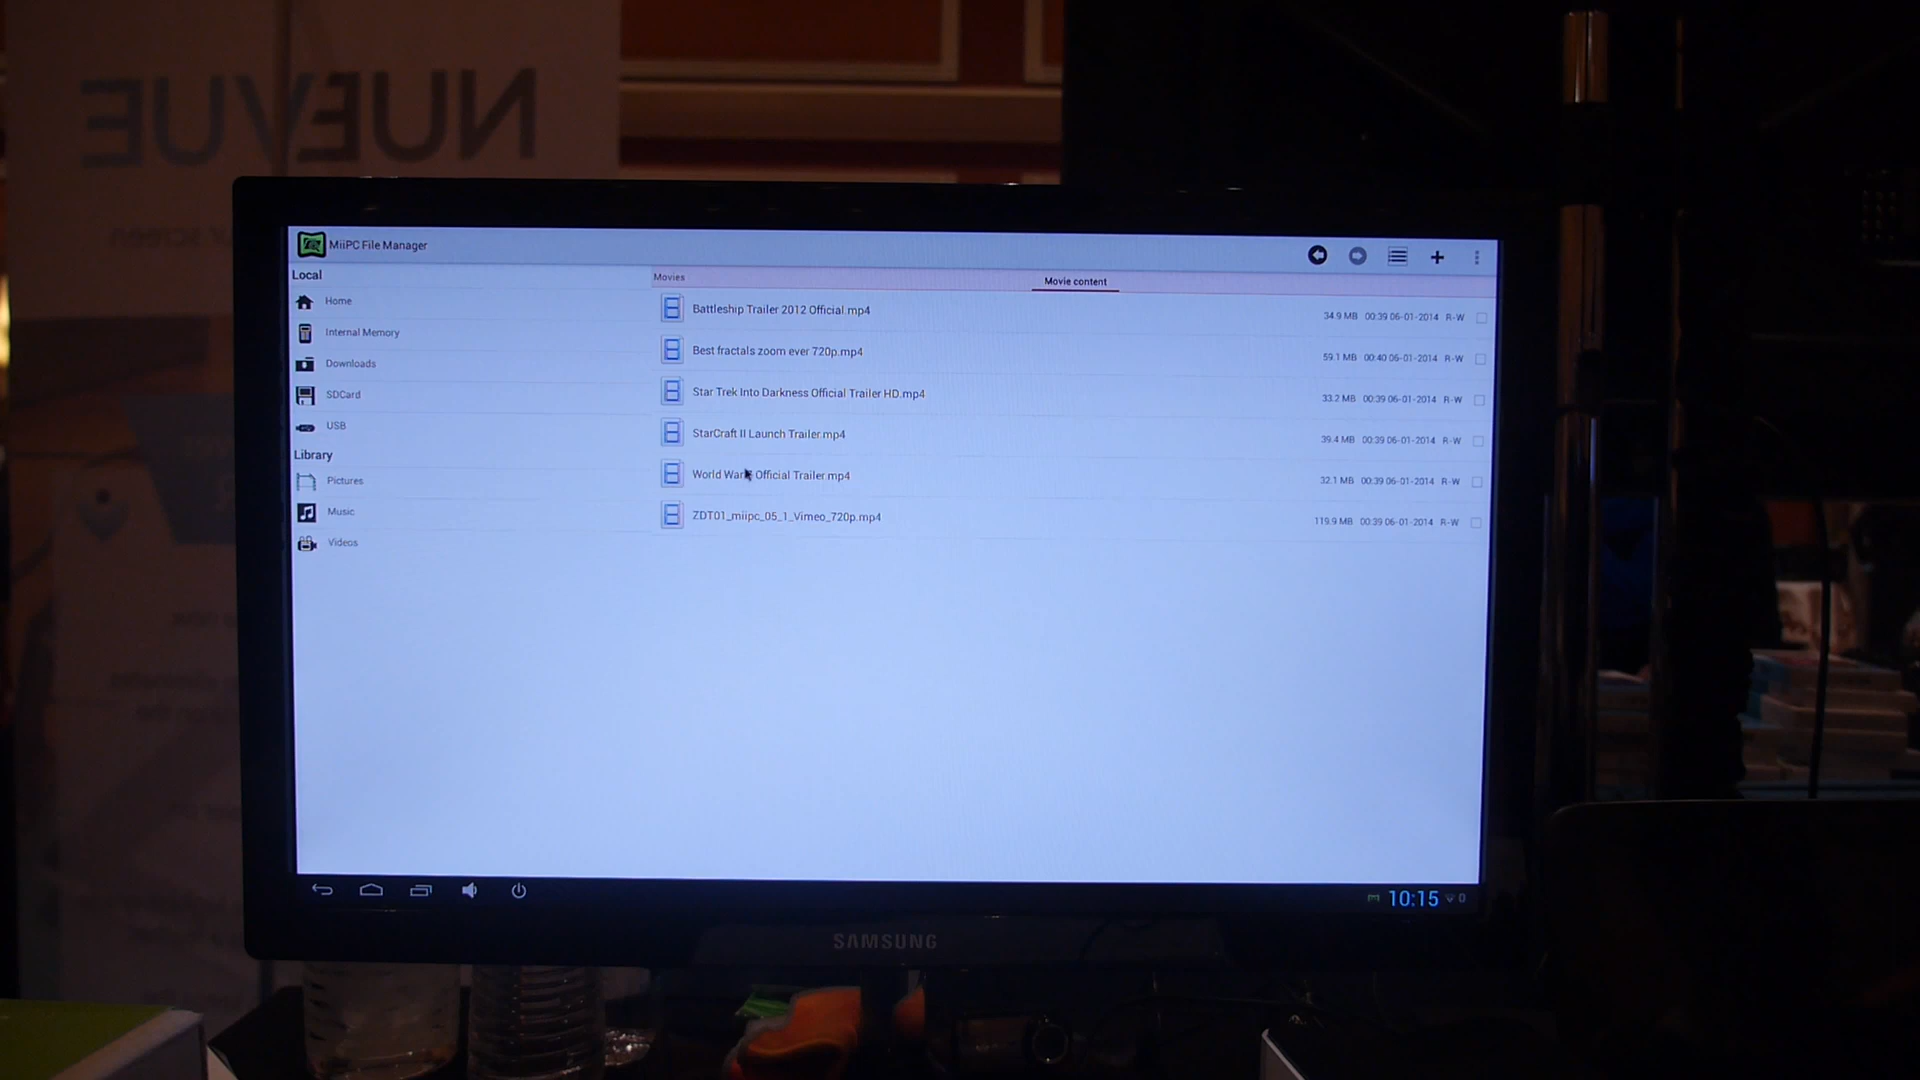 NUEVUE
MiiPC File Manager
Local
Home
Internal Memory
Downloads
SDCard
USB
Library
Pictures
Music
Videos
Movies
Movie content
Battleship Trailer 2012 Official.mp4 34.9 MB 00:39 06-01-2014 R-W
Best fractals zoom ever 720p.mp4 59.1 MB 00:40 06-01-2014 R-W
Star Trek Into Darkness Official Trailer HD.mp4 33.2 MB 00:39 06-01-2014 R-W
StarCraft II Launch Trailer.mp4 39.4 MB 00:39 06-01-2014 R-W
World War Official Trailer.mp4 32.1 MB 00:39 06-01-2014 R-W
ZDT01_miipc_05_1_Vimeo_720p.mp4 119.9 MB 00:39 06-01-2014 R-W
10:15
0
SAMSUNG